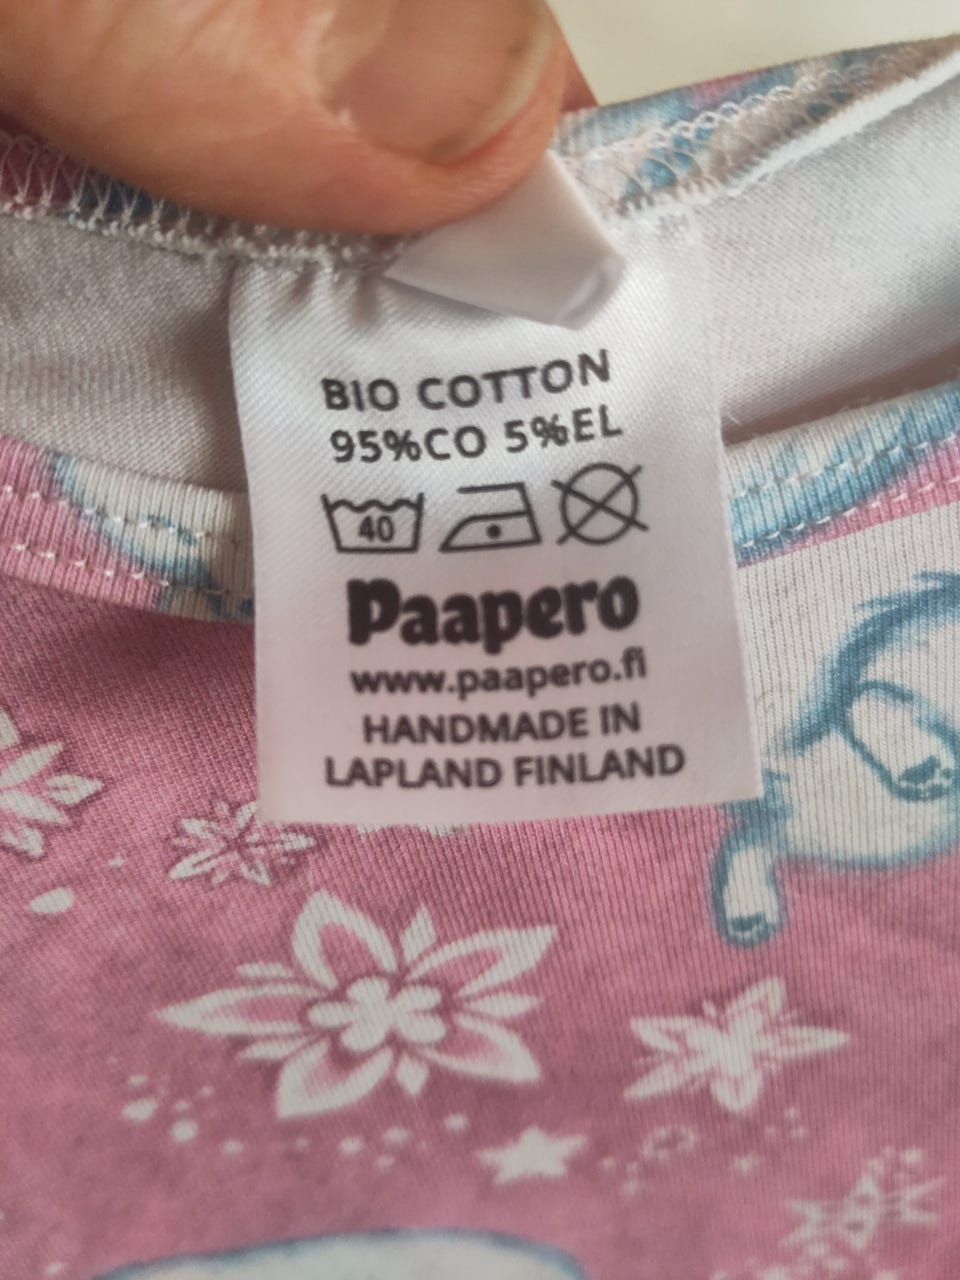 BIO COTTON
95%CO 5%EL
40
Paapero
www.paapero.fi
HANDMADE IN
LAPLAND FINLAND